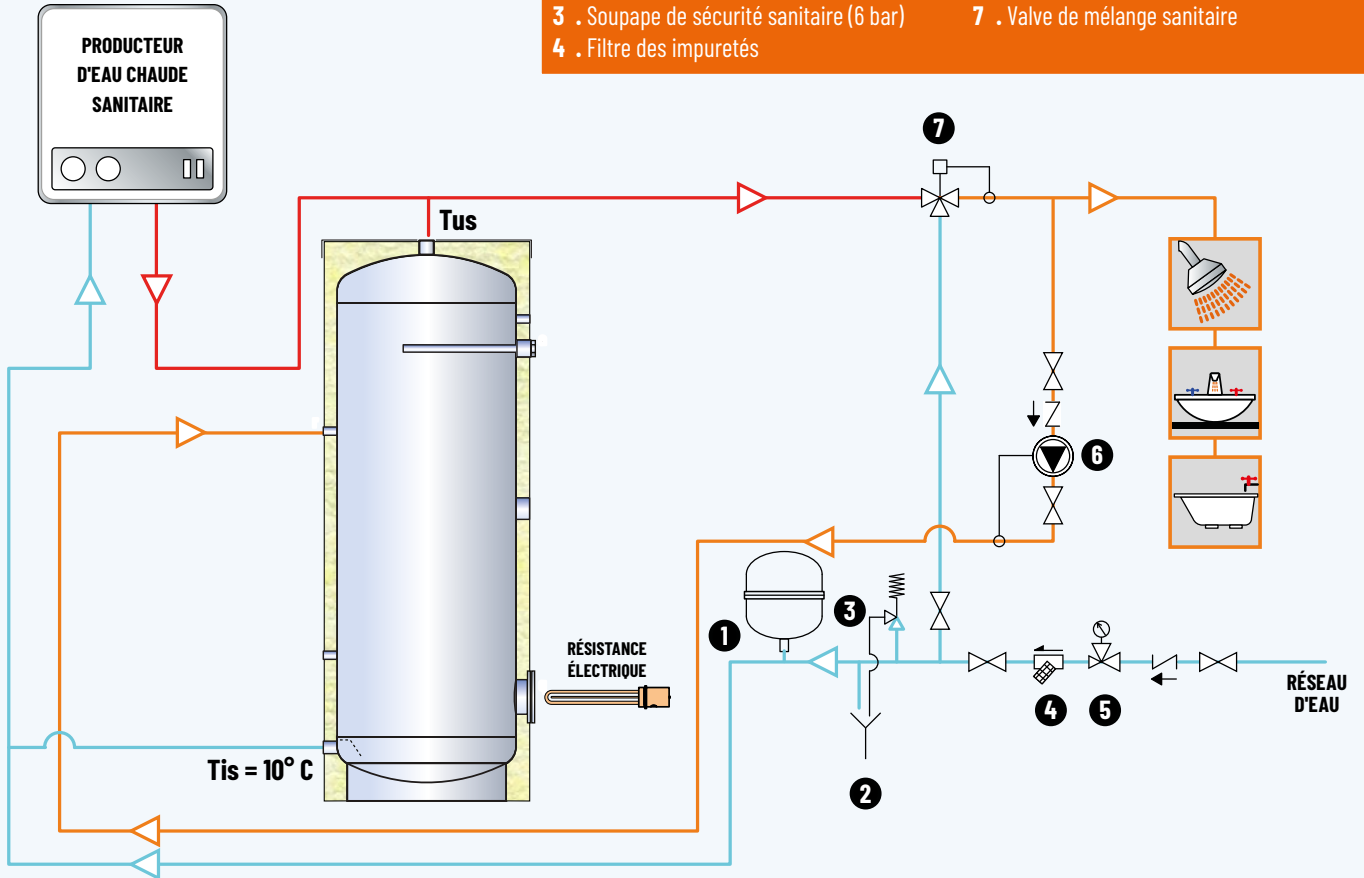 3 . Soupape de sécurité sanitaire (6 bar)
7 . Valve de mélange sanitaire
4 . Filtre des impuretés
PRODUCTEUR
D'EAU CHAUDE
SANITAIRE
7
Tus
6
3
1
RÉSISTANCE
ÉLECTRIQUE
RÉSEAU
D'EAU
4
5
Tis = 10° C
2